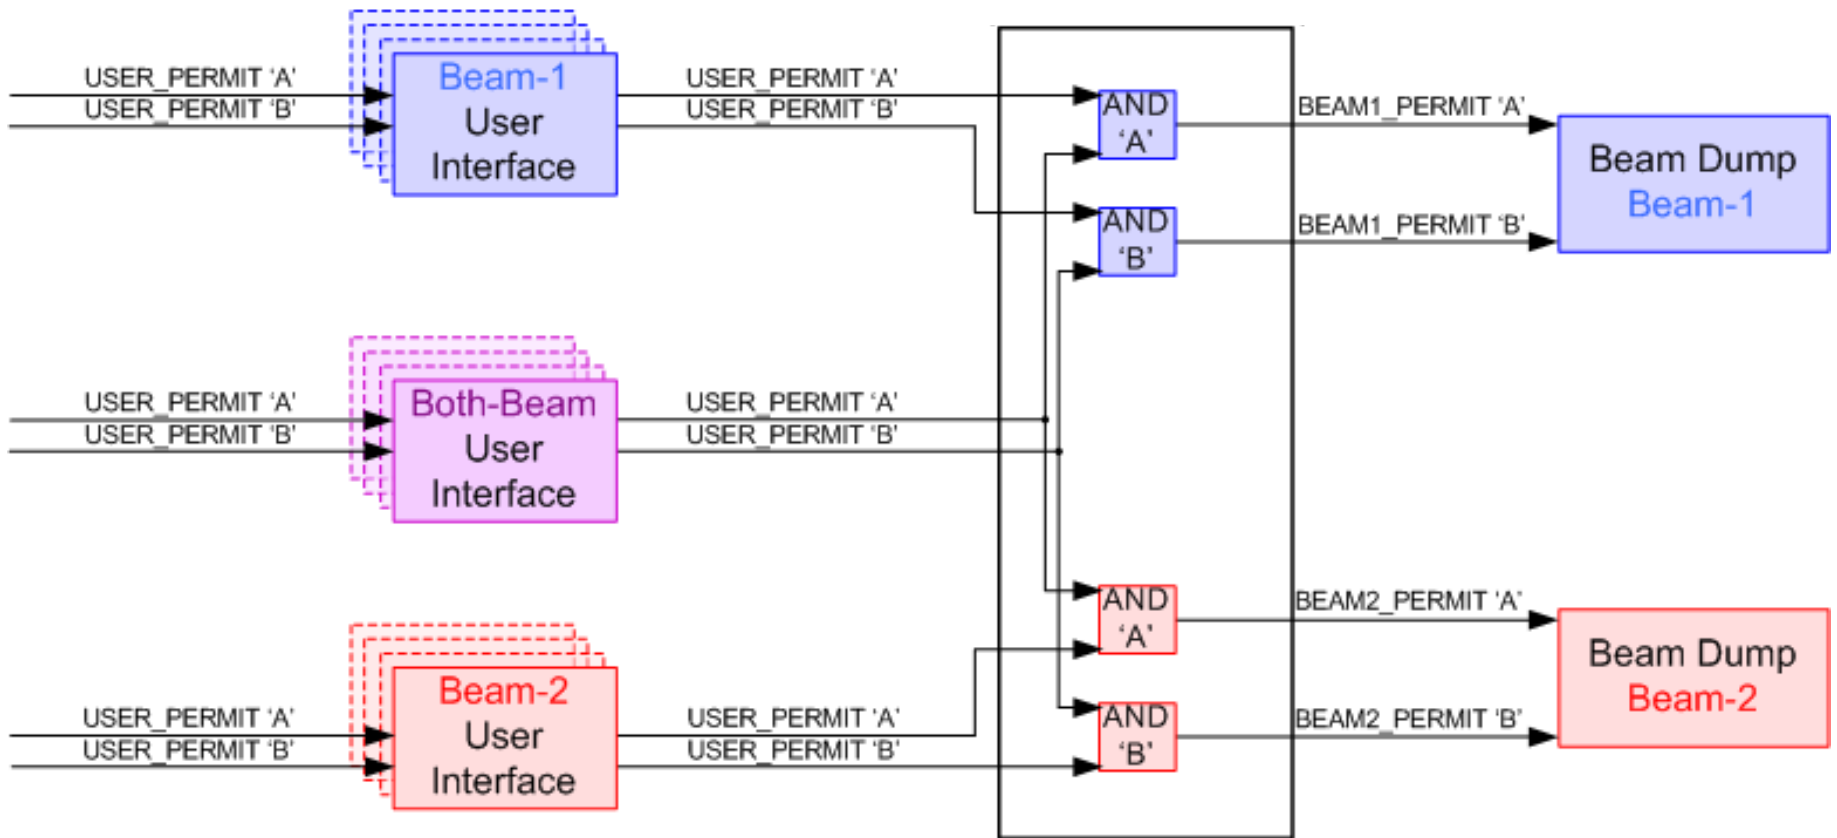 USER_PERMIT ‘A’
USER_PERMIT ‘B’
Beam-1
User
Interface
USER_PERMIT ‘A’
USER_PERMIT ‘B’
AND
‘A’
AND
‘B’
BEAM1_PERMIT ‘A’
BEAM1_PERMIT ‘B’
Beam Dump
Beam-1
USER_PERMIT ‘A’
USER_PERMIT ‘B’
Both-Beam
User
Interface
USER_PERMIT ‘A’
USER_PERMIT ‘B’
USER_PERMIT ‘A’
USER_PERMIT ‘B’
Beam-2
User
Interface
USER_PERMIT ‘A’
USER_PERMIT ‘B’
AND
‘A’
AND
‘B’
BEAM2_PERMIT ‘A’
BEAM2_PERMIT ‘B’
Beam Dump
Beam-2